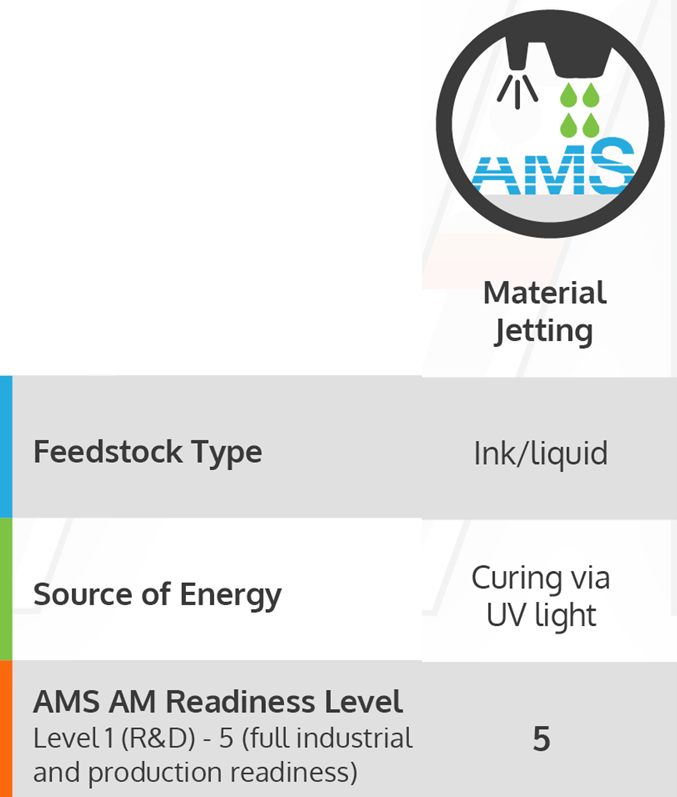 AMS
Material
Jetting
Feedstock Type
Ink/liquid
Source of Energy
Curing via
UV light
AMS AM Readiness Level
Level 1 (R&D) - 5 (full industrial
and production readiness)
5